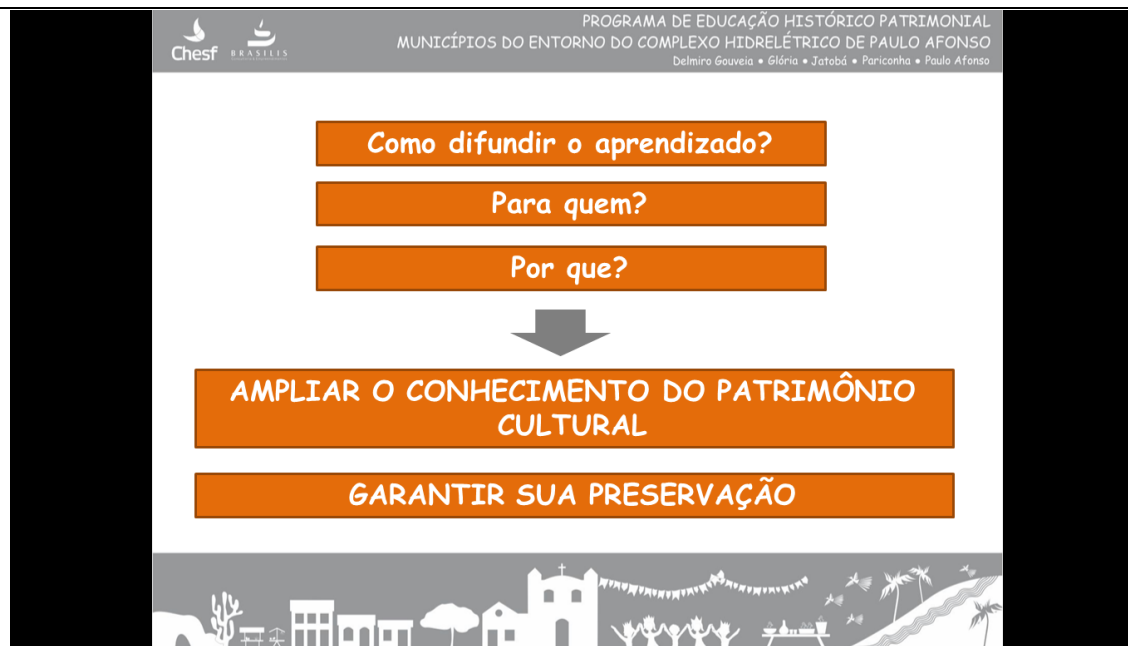 Chesf
BRASILIS
PROGRAMA DE EDUCAÇÃO HISTÓRICO PATRIMONIAL
MUNICÍPIOS DO ENTORNO DO COMPLEXO HIDRELÉTRICO DE PAULO AFONSO
Delmiro Gouveia • Glória • Jatobá • Pariconha • Paulo Afonso
Como difundir o aprendizado?
Para quem?
Por que?
AMPLIAR O CONHECIMENTO DO PATRIMÔNIO
CULTURAL
GARANTIR SUA PRESERVAÇÃO